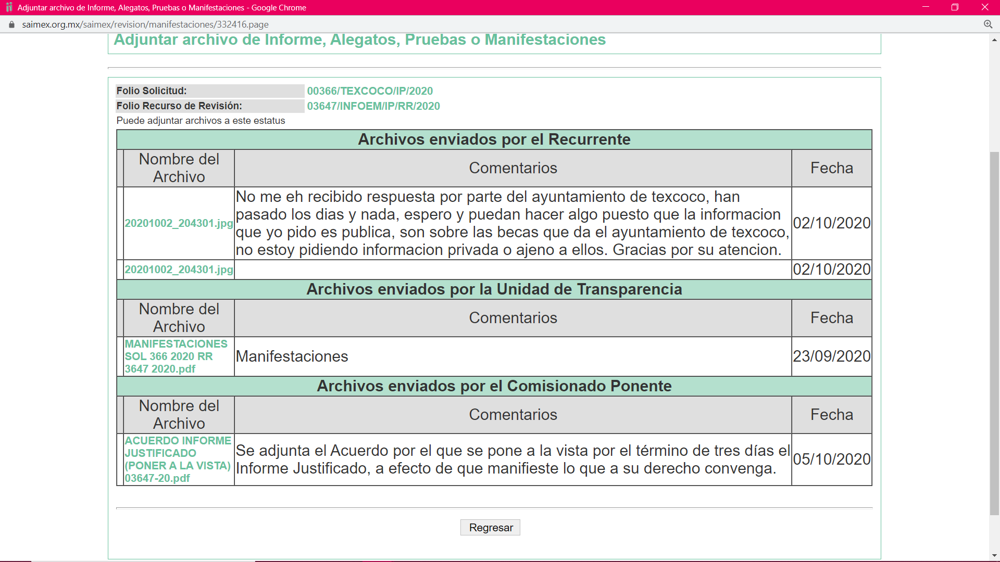 Adjuntar archivo de Informe, Alegatos, Pruebas o Manifestaciones - Google Chrome
saimex.org.mx/saimex/revision/manifestaciones/332416.page
Adjuntar archivo de Informe, Alegatos, Pruebas o Manifestaciones
Folio Solicitud: 00366/TEXCOCO/IP/2020
Folio Recurso de Revisión: 03647/INFOEM/IP/RR/2020
Puede adjuntar archivos a este estatus
Archivos enviados por el Recurrente
Nombre del
Archivo
Comentarios
Fecha
20201002_204301.jpg
No me eh recibido respuesta por parte del ayuntamiento de texcoco, han
pasado los dias y nada, espero y puedan hacer algo puesto que la informacion
que yo pido es publica, son sobre las becas que da el ayuntamiento de texcoco,
no estoy pidiendo informacion privada o ajeno a ellos. Gracias por su atencion.
02/10/2020
20201002_204301.jpg
02/10/2020
Archivos enviados por la Unidad de Transparencia
Nombre del
Archivo
Comentarios
Fecha
MANIFESTACIONES
SOL 366 2020 RR
3647 2020.pdf
Manifestaciones
23/09/2020
Archivos enviados por el Comisionado Ponente
Nombre del
Archivo
Comentarios
Fecha
ACUERDO INFORME
JUSTIFICADO
(PONER A LA VISTA)
03647-20.pdf
Se adjunta el Acuerdo por el que se pone a la vista por el término de tres días el
Informe Justificado, a efecto de que manifieste lo que a su derecho convenga.
05/10/2020
Regresar